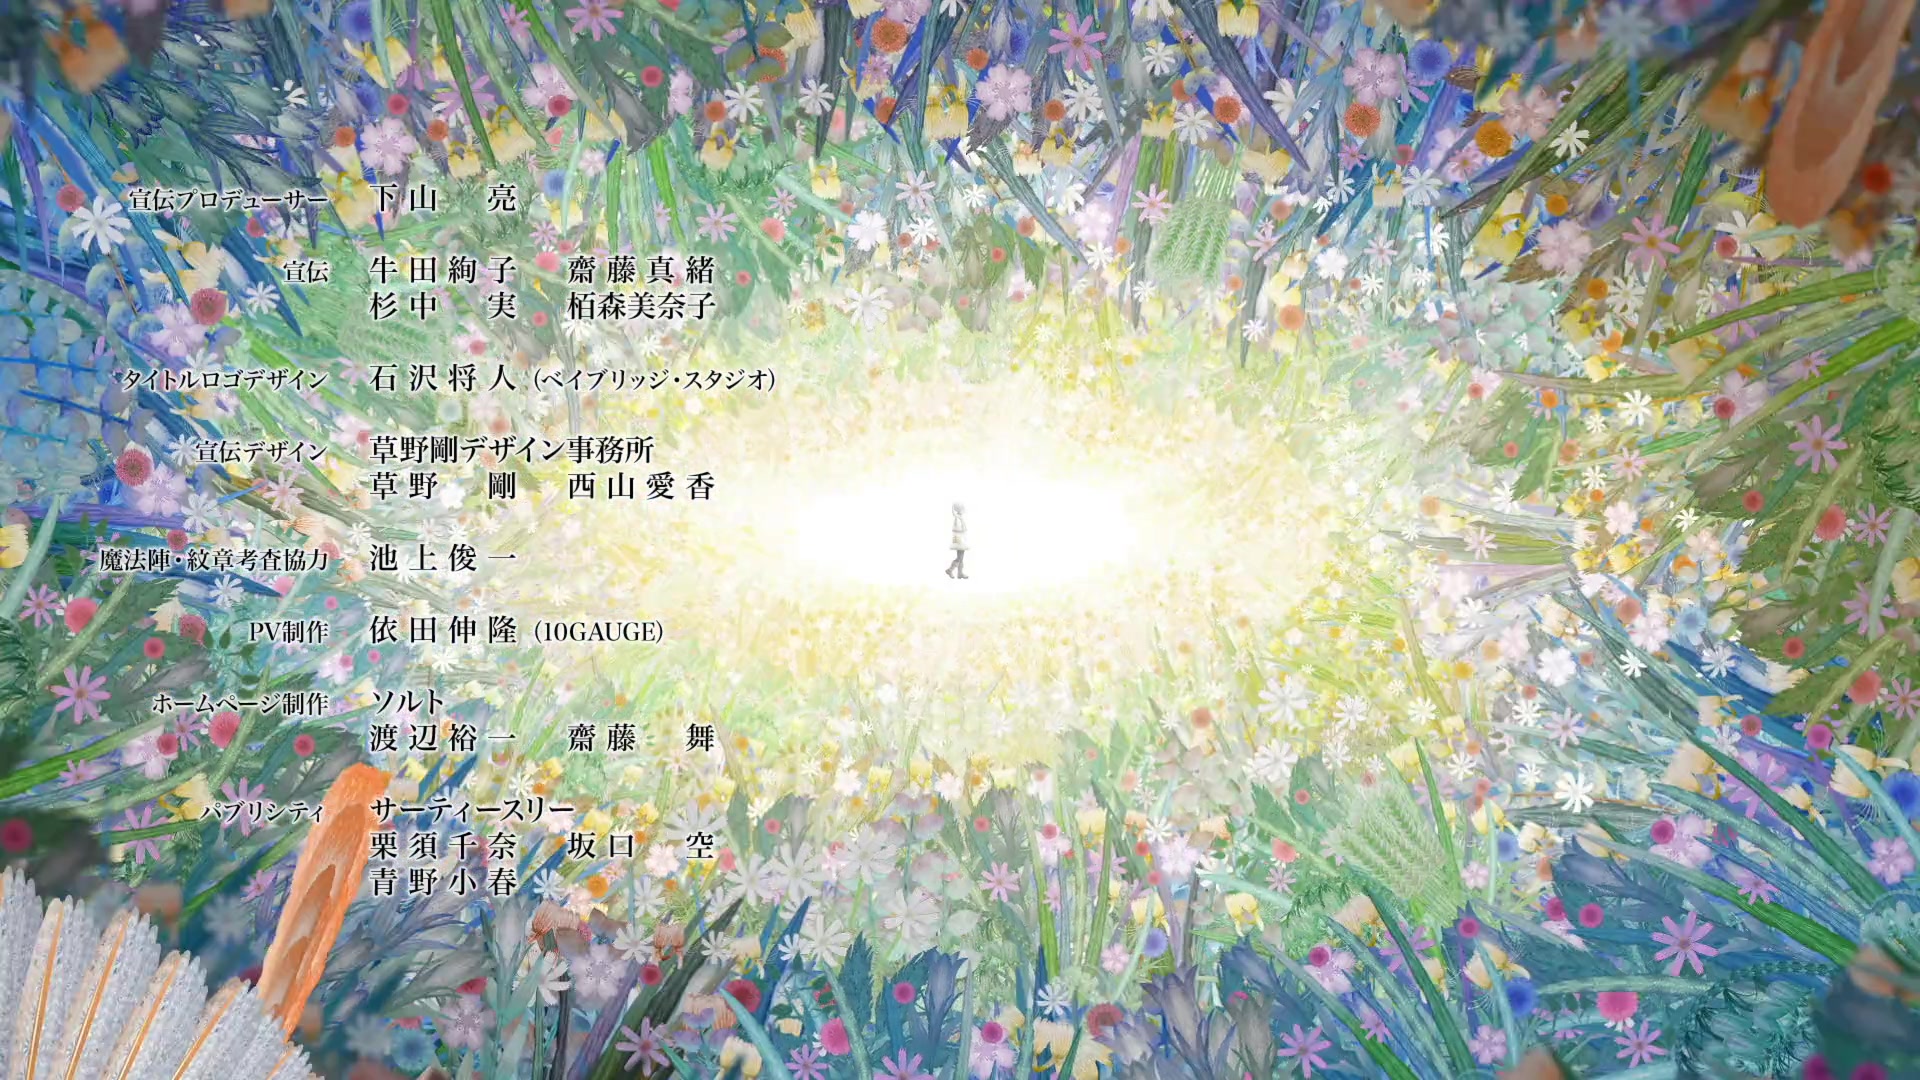 宣伝プロデューサー 下山 亮
宣伝 牛田絢子 齋藤真緒
杉中 実 栢森美奈子
タイトルロゴデザイン 石沢将人（ベイブリッジ・スタジオ）
宣伝デザイン 草野剛デザイン事務所
草野 剛 西山愛香
魔法陣・紋章考査協力 池上俊一
PV制作 依田伸隆（10GAUGE）
ホームページ制作 ソルト
渡辺裕一 齋藤 舞
パブリシティ サーティースリー
栗須千奈 坂口 空
青野小春